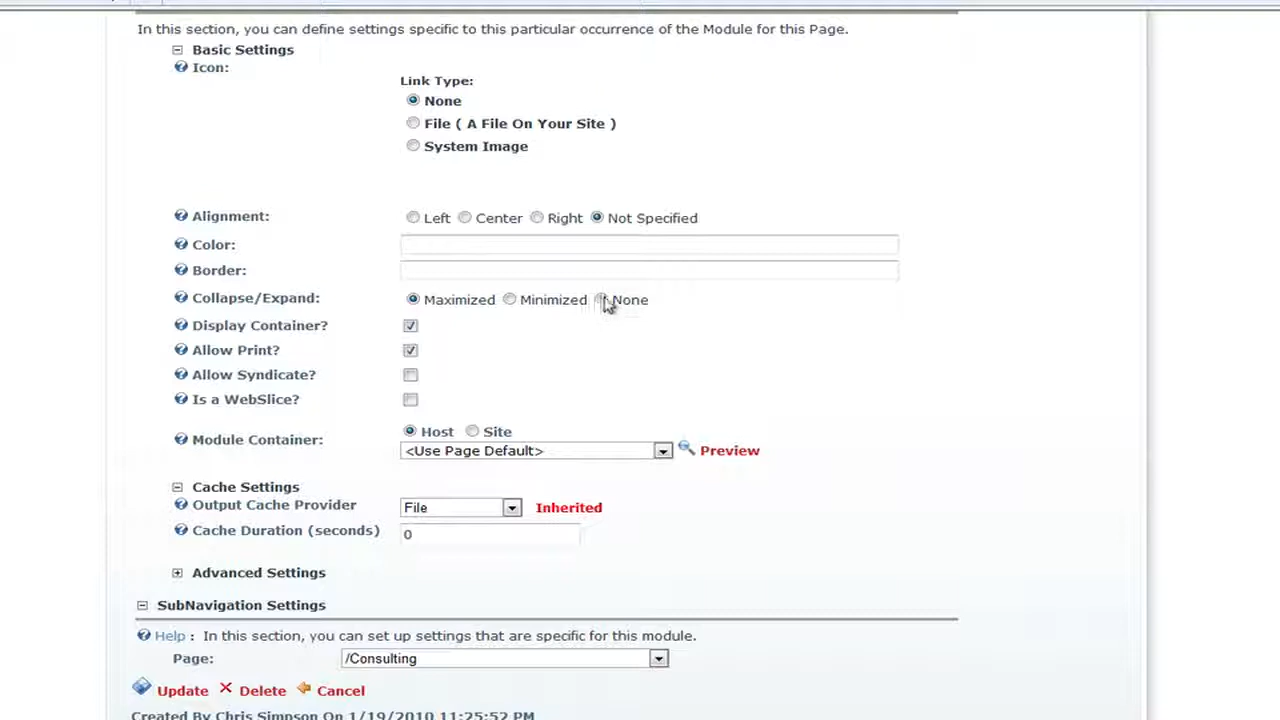 In this section, you can define settings specific to this particular occurrence of the Module for this Page.
Basic Settings
Icon:
Link Type:
None
File ( A File On Your Site )
System Image
Alignment: Left Center Right Not Specified
Color:
Border:
Collapse/Expand: Maximized Minimized None
Display Container?
Allow Print?
Allow Syndicate?
Is a WebSlice?
Module Container: Host Site
<Use Page Default> Preview
Cache Settings
Output Cache Provider File Inherited
Cache Duration (seconds) 0
Advanced Settings
SubNavigation Settings
Help : In this section, you can set up settings that are specific for this module.
Page: /Consulting
Update Delete Cancel
Created By Chris Simpson On 1/19/2010 11:25:52 PM